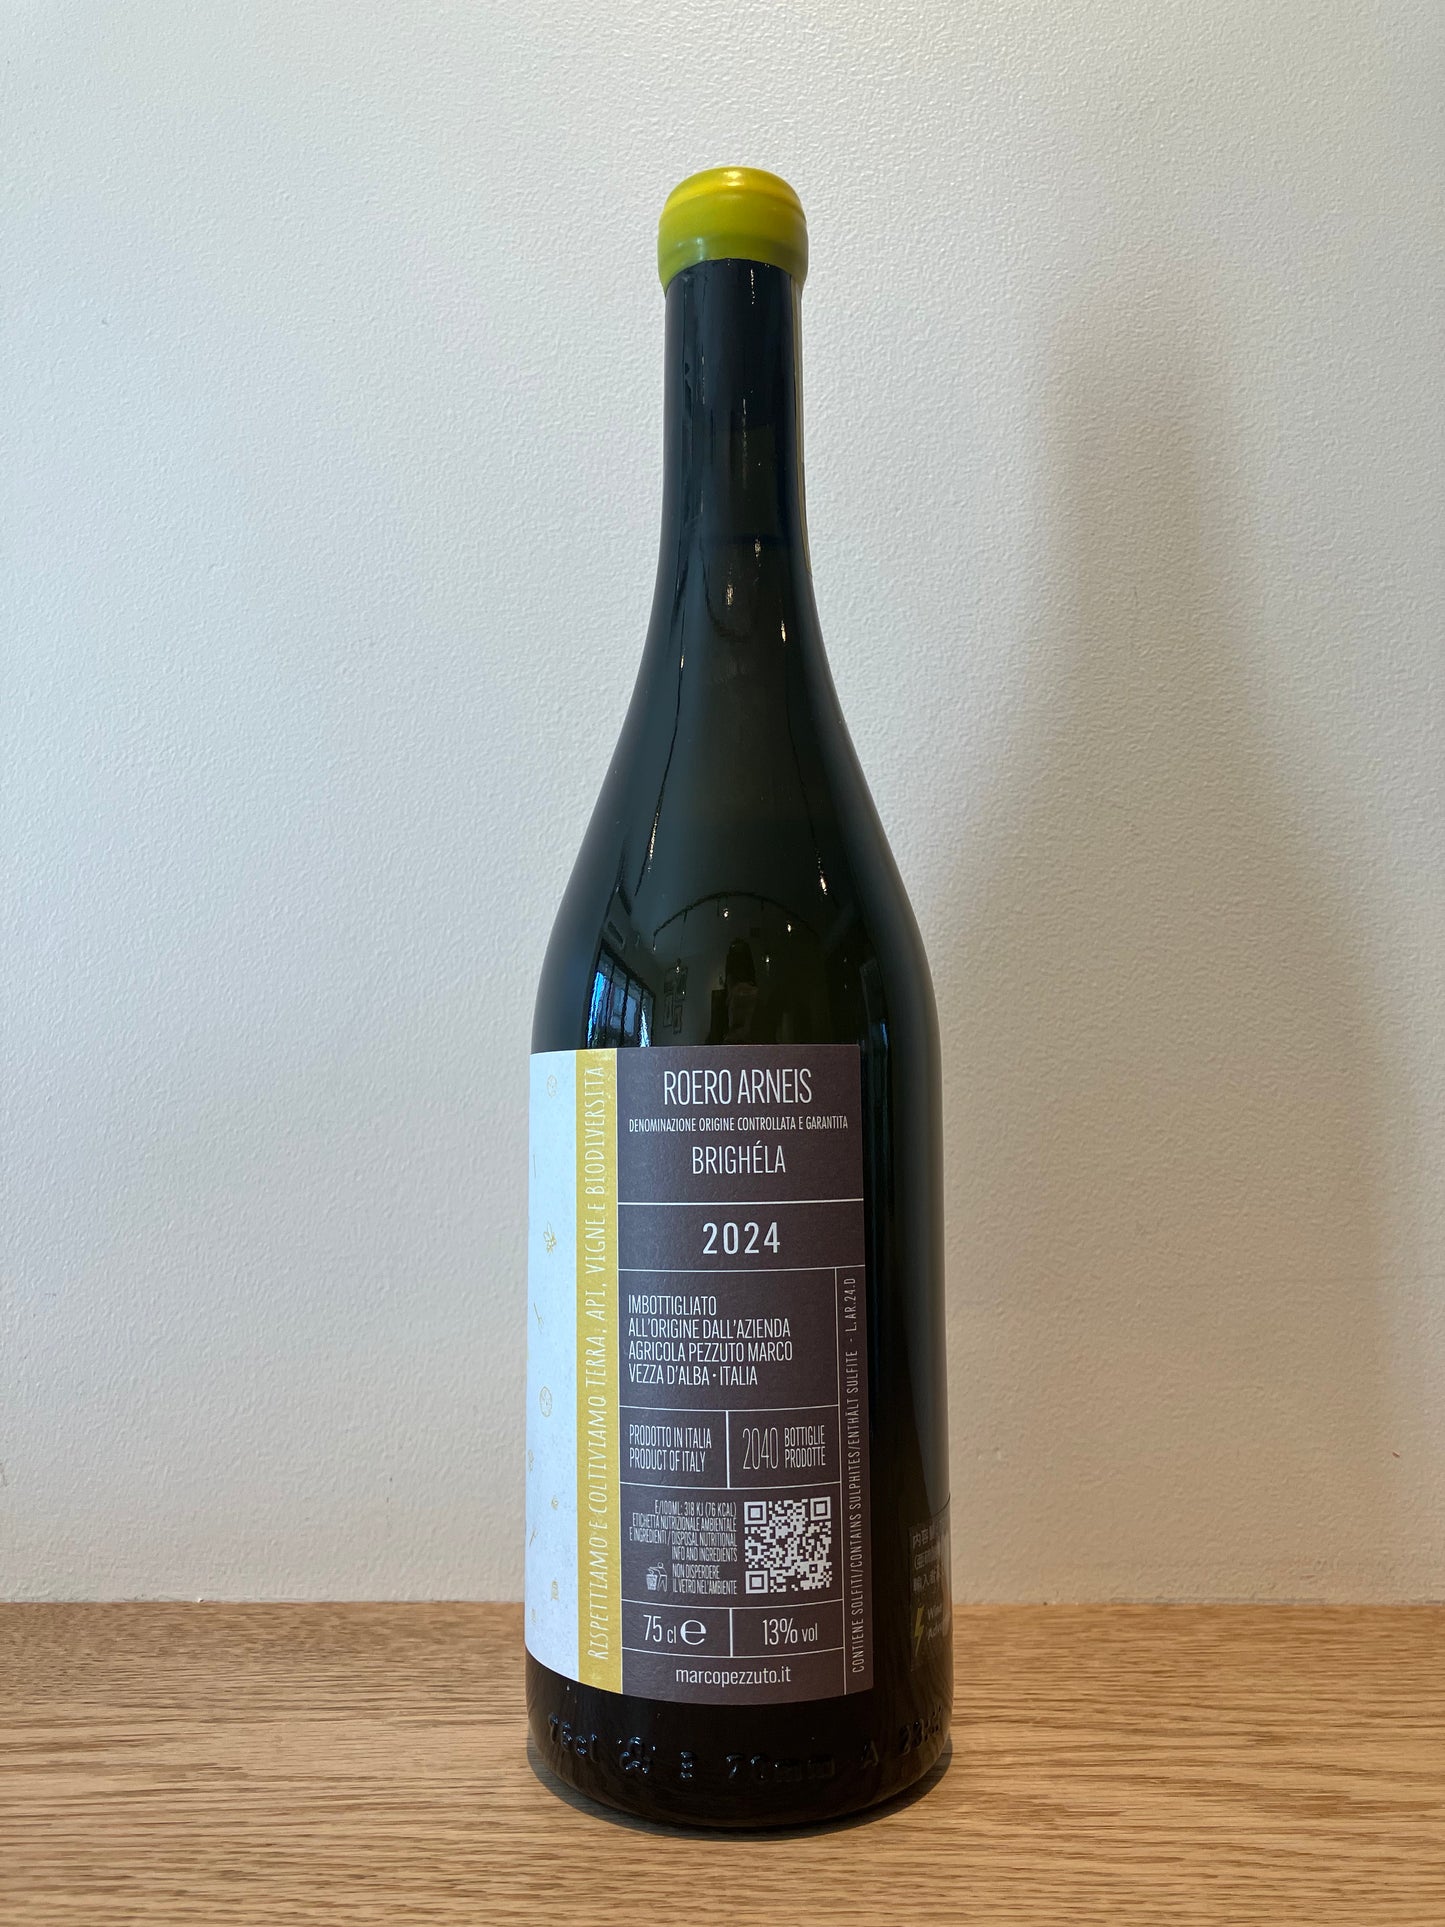 ROERO ARNEIS
DENOMINAZIONE ORIGINE CONTROLLATA E GARANTITA
BRIGHÉLA
2024
IMBOTTIGLIATO
ALL'ORIGINE DALL'AZIENDA
AGRICOLA PEZZUTO MARCO
VEZZA D'ALBA • ITALIA
PRODOTTO IN ITALIA
PRODUCT OF ITALY
2040 BOTTIGLIE
PRODOTTE
E/100ML: 318 KJ (76 KCAL)
ETICHETTA NUTRIZIONALE AMBIENTALE
E INGREDIENTI / DISPOSAL NUTRITIONAL
INFO AND INGREDIENTS
NON DISPERDERE
IL VETRO NELL'AMBIENTE
75 cl e
13% vol
marcopezzuto.it
CONTIENE SOLFITI/CONTAINS SULPHITES/ENTHÄLT SULFITE - L.AR.24.D
RISPETTIAMO E COLTIVIAMO TERRA, API, VIGNE E BIODIVERSITÀ